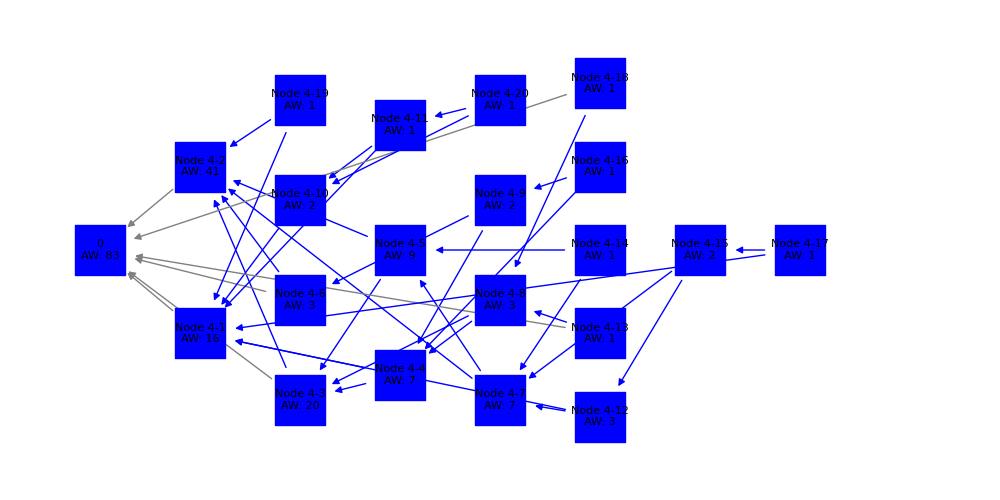 0
AW: 83
Node 4-2
AW: 41
Node 4-1
AW: 16
Node 4-19
AW: 1
Node 4-10
AW: 2
Node 4-6
AW: 3
Node 4-3
AW: 20
Node 4-11
AW: 1
Node 4-5
AW: 9
Node 4-4
AW: 7
Node 4-20
AW: 1
Node 4-9
AW: 2
Node 4-8
AW: 3
Node 4-7
AW: 7
Node 4-18
AW: 1
Node 4-16
AW: 1
Node 4-14
AW: 1
Node 4-13
AW: 1
Node 4-12
AW: 3
Node 4-15
AW: 2
Node 4-17
AW: 1